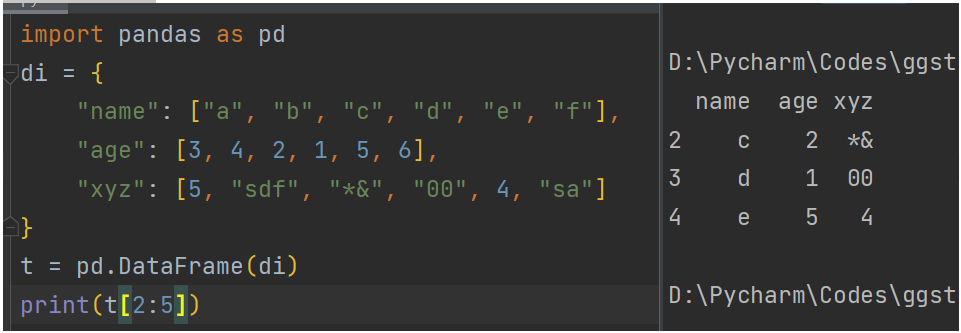 import pandas as pd
di = {
    "name": ["a", "b", "c", "d", "e", "f"],
    "age": [3, 4, 2, 1, 5, 6],
    "xyz": [5, "sdf", "*&", "00", 4, "sa"]
}
t = pd.DataFrame(di)
print(t[2:5])
D:\Pycharm\Codes\ggst
  name  age xyz
2    c    2  *&
3    d    1  00
4    e    5   4
D:\Pycharm\Codes\ggst